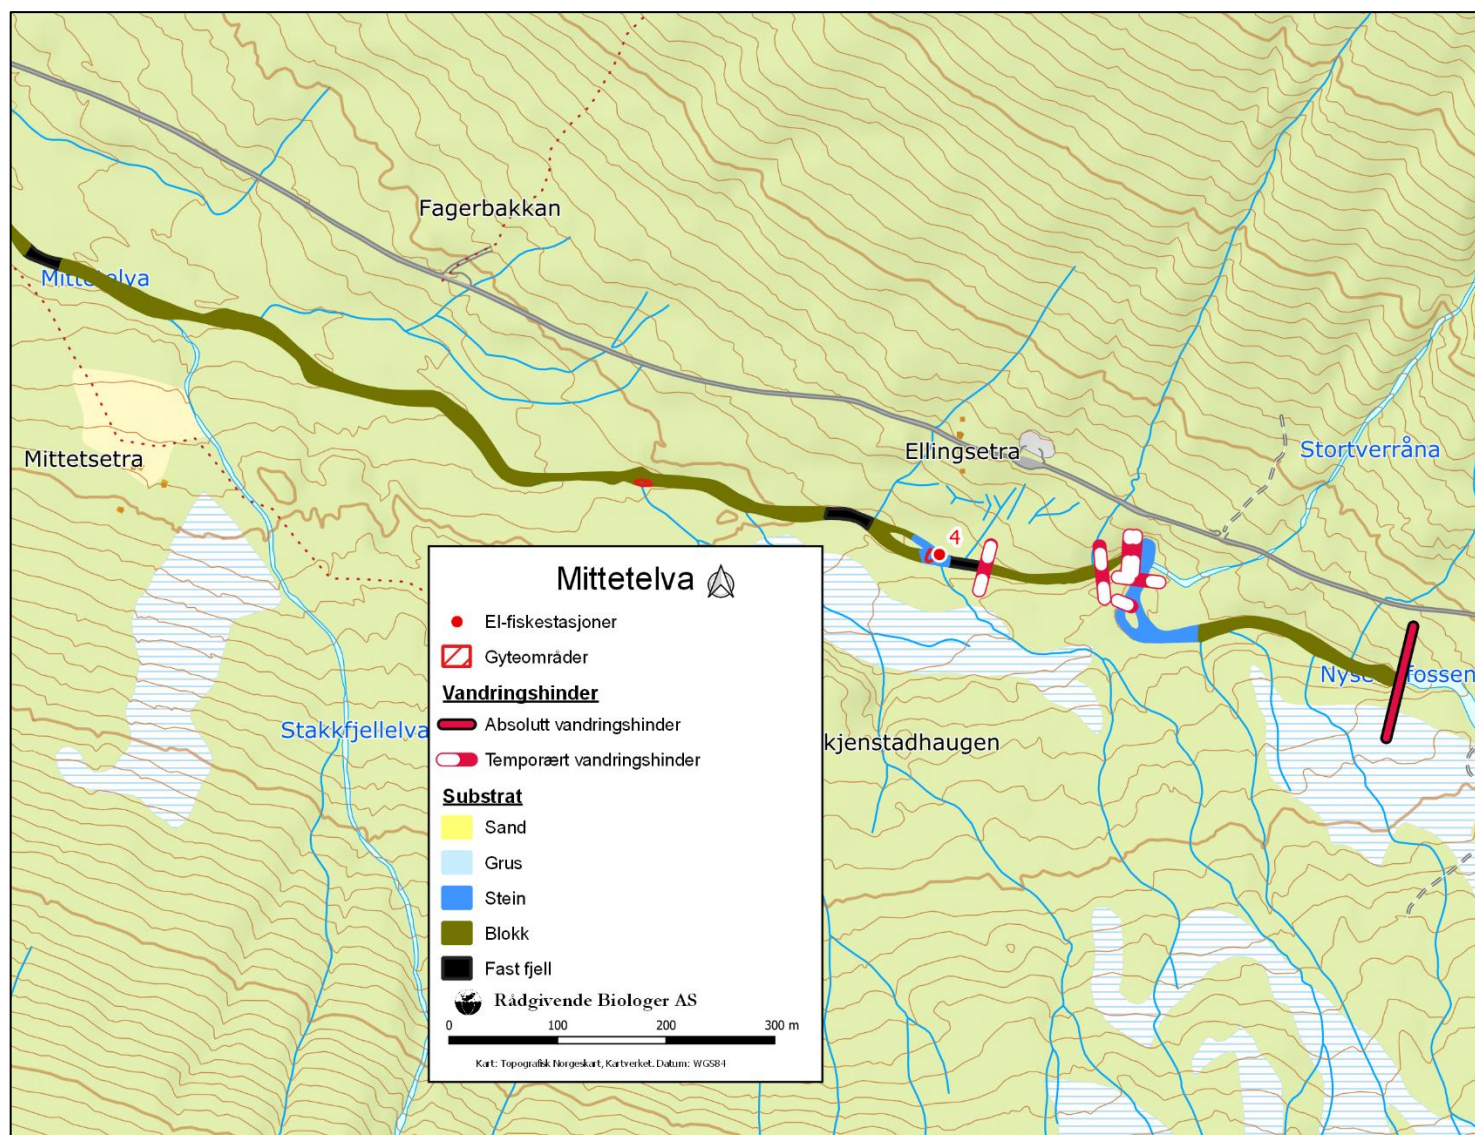 Fagerbakkan
Mittetelva
Mittetsetra
Ellingsetra
Stortverråna
4
Stakkfjellelva
kjenstadhaugen
Mittetelva
El-fiskestasjoner
Gyteområder
Vandringshinder
Absolutt vandringshinder
Temporært vandringshinder
Substrat
Sand
Grus
Stein
Blokk
Fast fjell
Rådgivende Biologer AS
0 100 200 300 m
Kart: Topografisk Norgeskart, Kartverket. Datum: WGS84